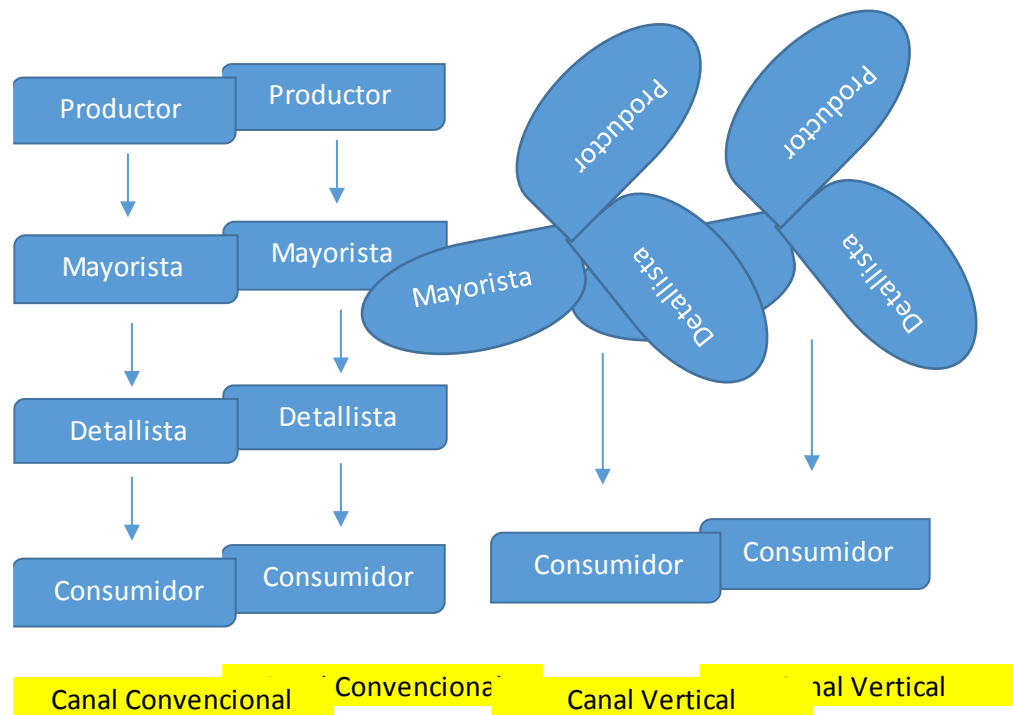 Productor
Productor
Productor
Productor
Mayorista
Mayorista
Mayorista
Detallista
Detallista
Detallista
Detallista
Consumidor
Consumidor
Consumidor
Consumidor
Convencional
Canal Convencional
Vertical
Canal Vertical